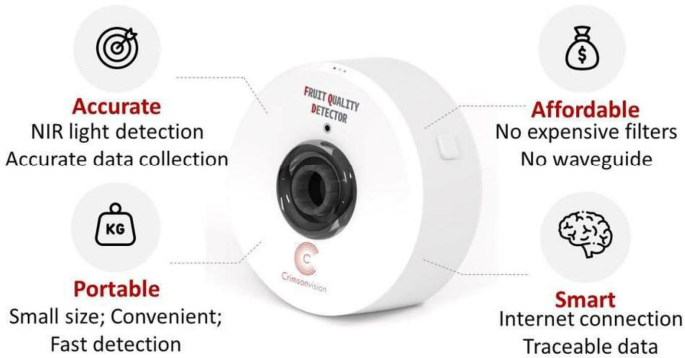 Accurate
NIR light detection
Accurate data collection
FRUIT QUALITY
DETECTOR
$
Affordable
No expensive filters
No waveguide
KG
Portable
Small size; Convenient;
Fast detection
C
Crimsonvision
Smart
Internet connection
Traceable data